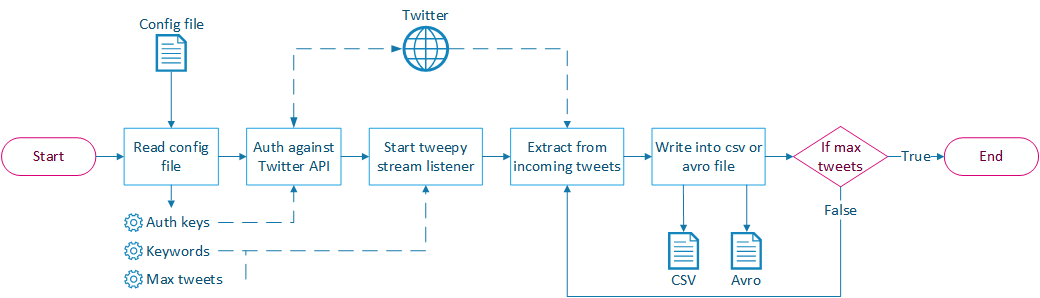 Twitter
Config file
Start
Read config
file
Auth against
Twitter API
Start tweepy
stream listener
Extract from
incoming tweets
Write into csv or
avro file
If max
tweets
True
End
False
Auth keys
Keywords
Max tweets
CSV
Avro